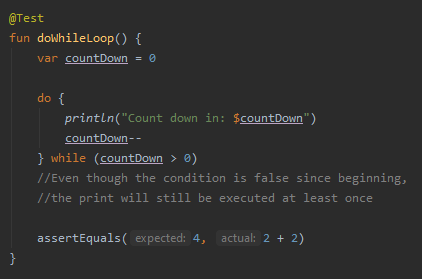 @Test
fun doWhileLoop() {
var countDown = 0
do {
println("Count down in: $countDown")
countDown--
} while (countDown > 0)
//Even though the condition is false since beginning,
//the print will still be executed at least once
assertEquals( expected: 4, actual: 2 + 2)
}